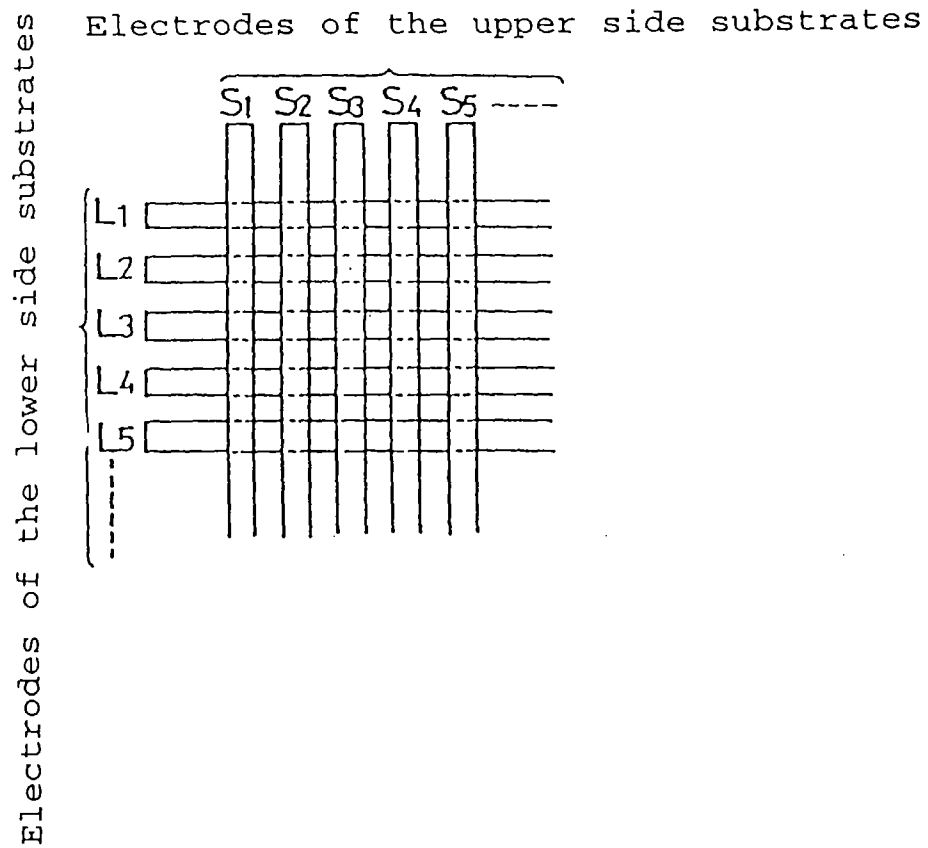 Electrodes of the upper side substrates
S1 S2 S3 S4 S5 -----
Electrodes of the lower side substrates
L1
L2
L3
L4
L5